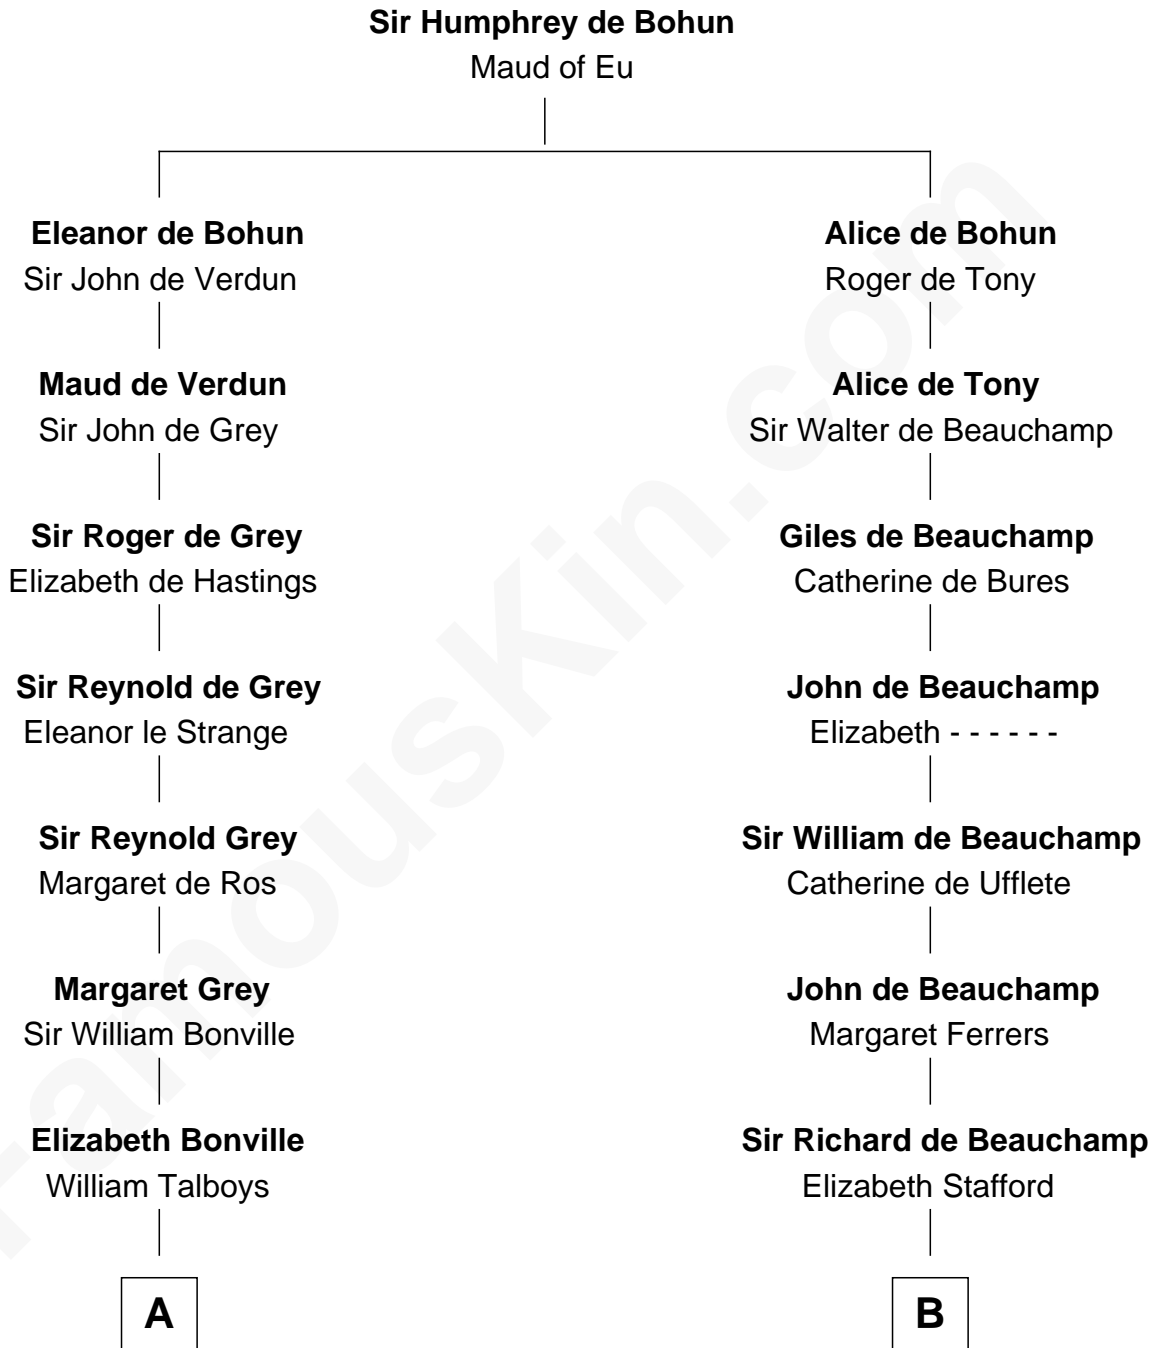 Sir Humphrey de Bohun
Maud of Eu
Eleanor de Bohun
Sir John de Verdun
Maud de Verdun
Sir John de Grey
Sir Roger de Grey
Elizabeth de Hastings
Sir Reynold de Grey
Eleanor le Strange
Sir Reynold Grey
Margaret de Ros
Margaret Grey
Sir William Bonville
Elizabeth Bonville
William Talboys
A
Alice de Bohun
Roger de Tony
Alice de Tony
Sir Walter de Beauchamp
Giles de Beauchamp
Catherine de Bures
John de Beauchamp
Elizabeth - - - - - -
Sir William de Beauchamp
Catherine de Ufflete
John de Beauchamp
Margaret Ferrers
Sir Richard de Beauchamp
Elizabeth Stafford
B
FamousKin.com